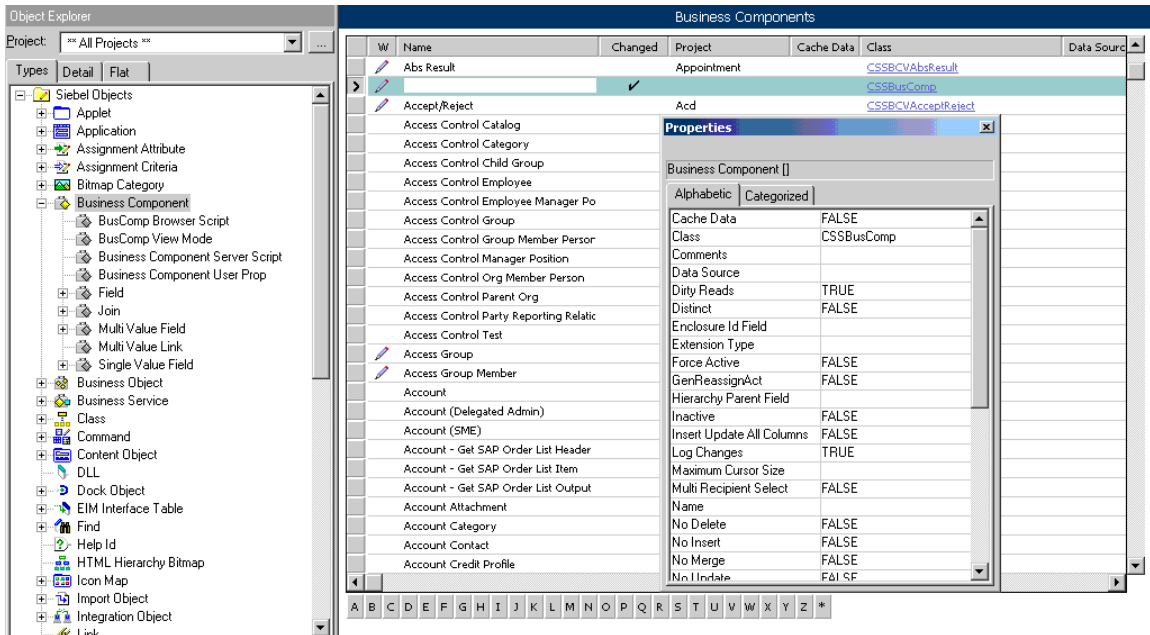 Object Explorer
Project: ** All Projects ** ...
Types Detail Flat
Siebel Objects
Applet
Application
Assignment Attribute
Assignment Criteria
Bitmap Category
Business Component
BusComp Browser Script
BusComp View Mode
Business Component Server Script
Business Component User Prop
Field
Join
Multi Value Field
Multi Value Link
Single Value Field
Business Object
Business Service
Class
Command
Content Object
DLL
Dock Object
EIM Interface Table
Find
Help Id
HTML Hierarchy Bitmap
Icon Map
Import Object
Integration Object
Link
Business Components
W Name Changed Project Cache Data Class Data Sourc
Abs Result Appointment CSSBCVAbsResult
CSSBusComp
Accept/Reject Acd CSSBCVAcceptReject
Access Control Catalog
Access Control Category
Access Control Child Group
Access Control Employee
Access Control Employee Manager Po
Access Control Group
Access Control Group Member Persor
Access Control Manager Position
Access Control Org Member Person
Access Control Parent Org
Access Control Party Reporting Relatic
Access Control Test
Access Group
Access Group Member
Account
Account (Delegated Admin)
Account (SME)
Account - Get SAP Order List Header
Account - Get SAP Order List Item
Account - Get SAP Order List Output
Account Attachment
Account Category
Account Contact
Account Credit Profile
Properties
Business Component []
Alphabetic Categorized
Cache Data FALSE
Class CSSBusComp
Comments
Data Source
Dirty Reads TRUE
Distinct FALSE
Enclosure Id Field
Extension Type
Force Active FALSE
GenReassignAct FALSE
Hierarchy Parent Field
Inactive FALSE
Insert Update All Columns FALSE
Log Changes TRUE
Maximum Cursor Size
Multi Recipient Select FALSE
Name
No Delete FALSE
No Insert FALSE
No Merge FALSE
No Update FALSE
A B C D E F G H I J K L M N O P Q R S T U V W X Y Z *